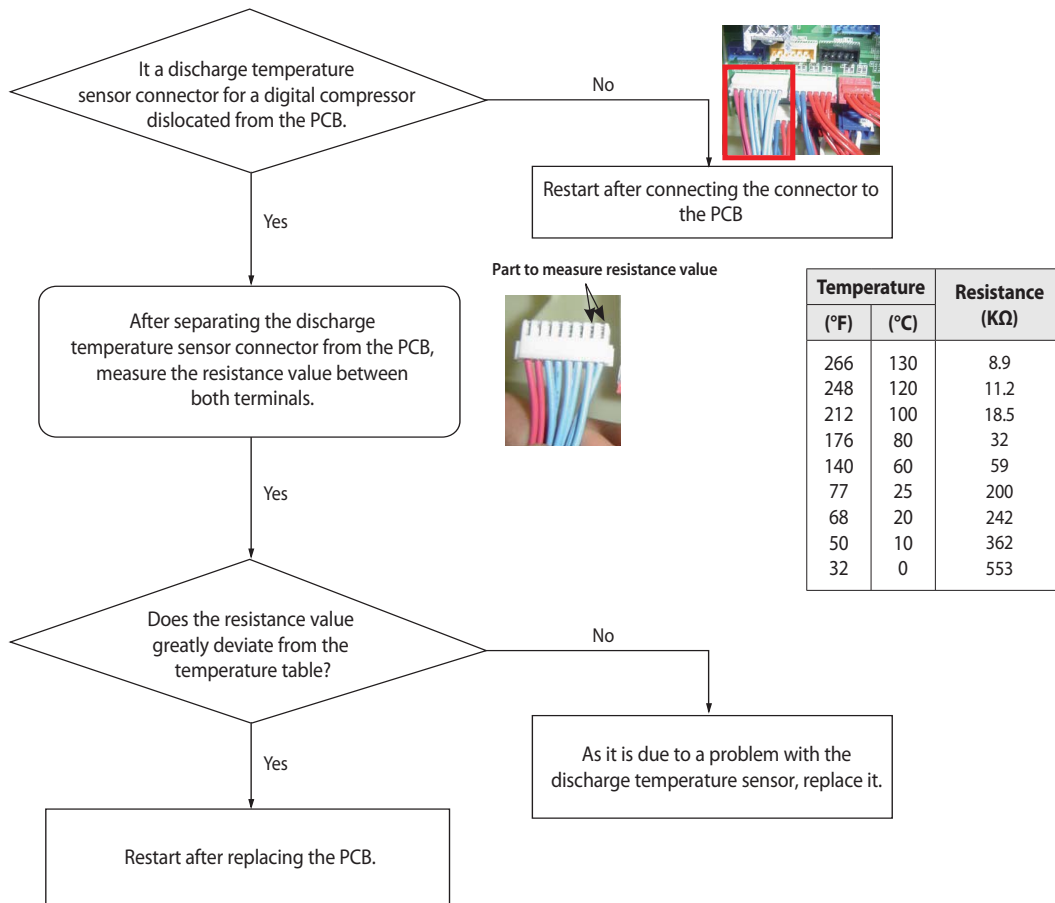 It a discharge temperature
sensor connector for a digital compressor
dislocated from the PCB.
No
Restart after connecting the connector to
the PCB
Yes
Part to measure resistance value
After separating the discharge
temperature sensor connector from the PCB,
measure the resistance value between
both terminals.
Temperature Resistance (KΩ)
(°F) (°C)
266 130 8.9
248 120 11.2
212 100 18.5
176 80 32
140 60 59
77 25 200
68 20 242
50 10 362
32 0 553
Yes
Does the resistance value
greatly deviate from the
temperature table?
No
As it is due to a problem with the
discharge temperature sensor, replace it.
Yes
Restart after replacing the PCB.